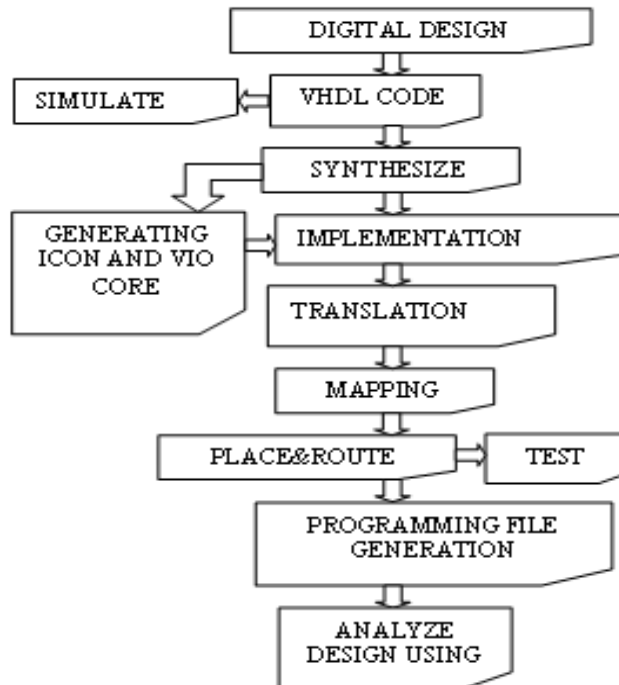 DIGITAL DESIGN
SIMULATE
VHDL CODE
SYNTHESIZE
GENERATING
ICON AND VIO
CORE
IMPLEMENTATION
TRANSLATION
MAPPING
PLACE&ROUTE
TEST
PROGRAMMING FILE
GENERATION
ANALYZE
DESIGN USING